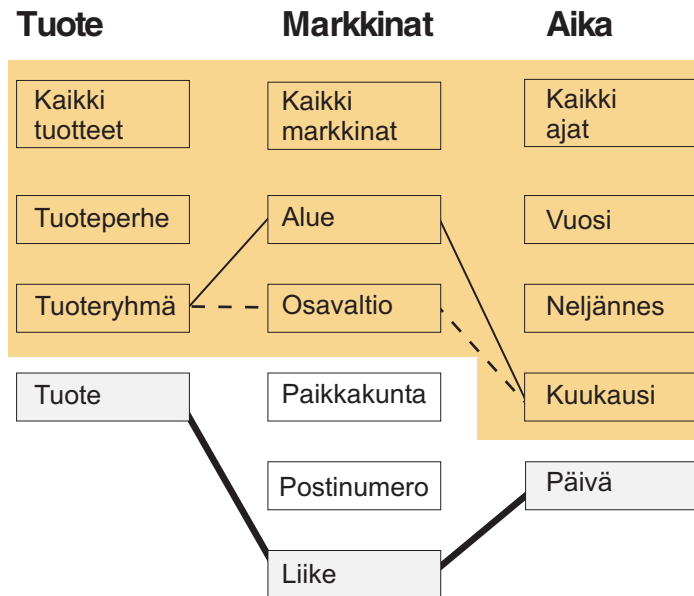 Tuote Markkinat Aika
Kaikki
tuotteet
Kaikki
markkinat
Kaikki
ajat
Tuoteperhe Alue Vuosi
Tuoteryhmä Osavaltio Neljännes
Tuote Paikkakunta Kuukausi
Postinumero Päivä
Liike